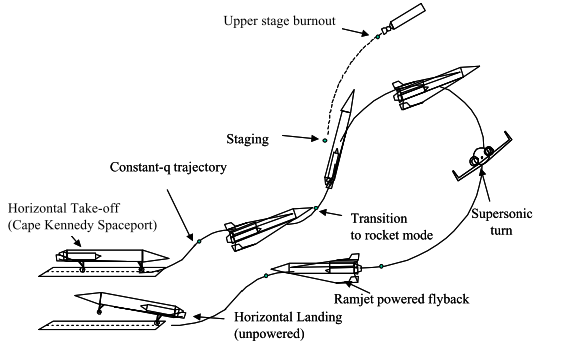 Upper stage burnout
Staging
Constant-q trajectory
Horizontal Take-off
(Cape Kennedy Spaceport)
Transition
to rocket mode
Supersonic
turn
Ramjet powered flyback
Horizontal Landing
(unpowered)